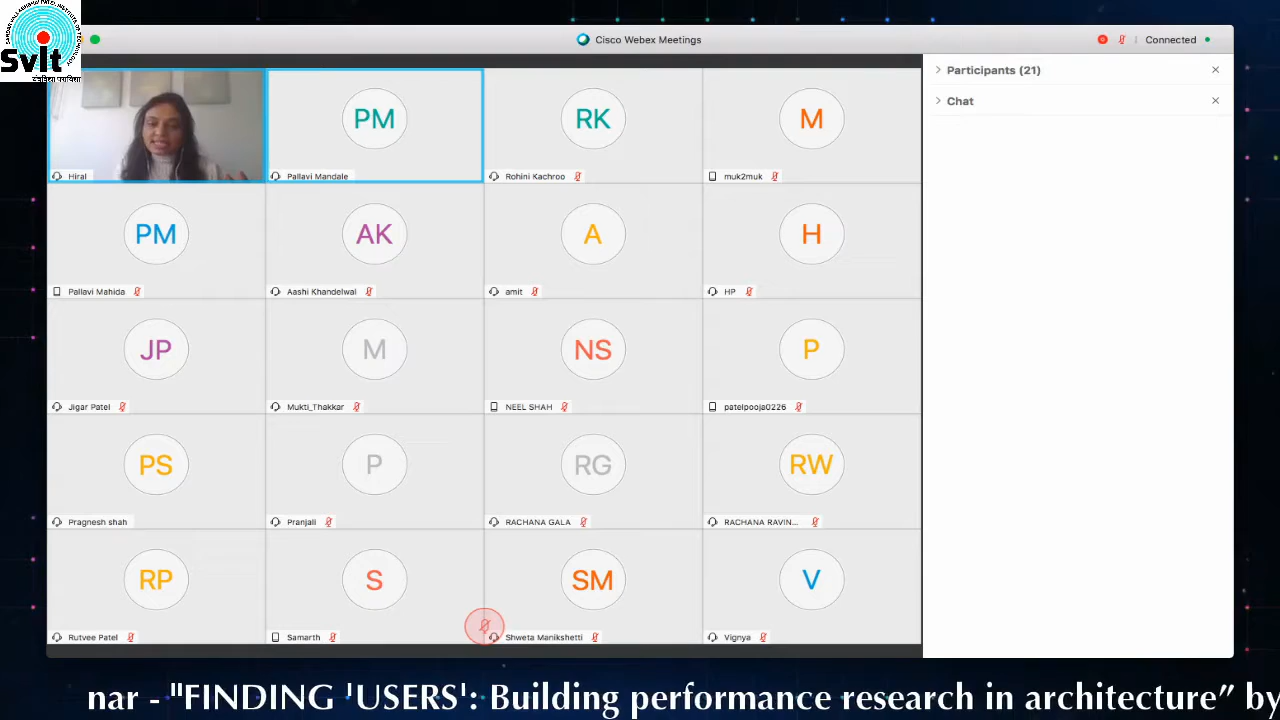 SVIT
Cisco Webex Meetings
Connected
Participants (21)
Chat
Hiral
PM
Pallavi Mandale
RK
Rohini Kachroo
M
muk2muk
PM
Pallavi Mahida
AK
Aashi Khandelwal
A
amit
H
HP
JP
Jigar Patel
M
Mukti_Thakkar
NS
NEEL SHAH
P
patelpooja0226
PS
Pragnesh shah
P
Pranjali
RG
RACHANA GALA
RW
RACHANA RAVIN...
RP
Rutvee Patel
S
Samarth
SM
Shweta Manikshetti
V
Vignya
nar - "FINDING 'USERS': Building performance research in architecture” by